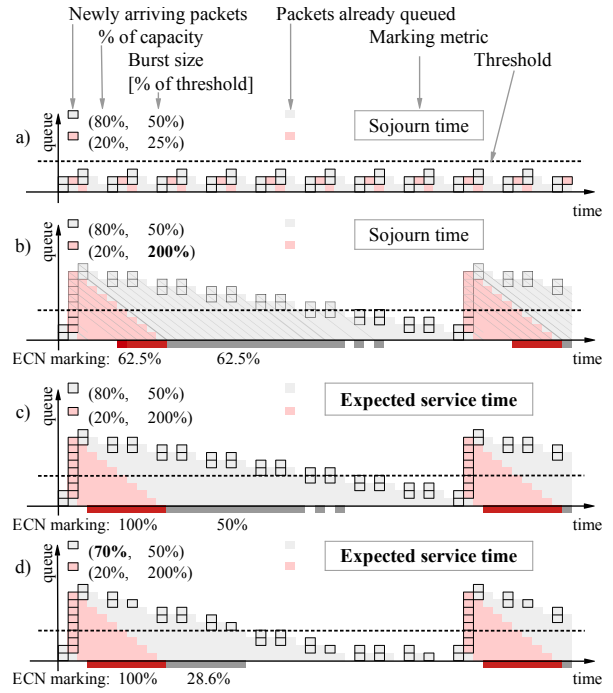 Newly arriving packets
Packets already queued
% of capacity
Marking metric
Burst size
[% of threshold]
Threshold
queue
a)
(80%, 50%)
(20%, 25%)
Sojourn time
time
queue
b)
(80%, 50%)
(20%, 200%)
Sojourn time
ECN marking: 62.5% 62.5%
time
queue
c)
(80%, 50%)
(20%, 200%)
Expected service time
ECN marking: 100% 50%
time
queue
d)
(70%, 50%)
(20%, 200%)
Expected service time
ECN marking: 100% 28.6%
time